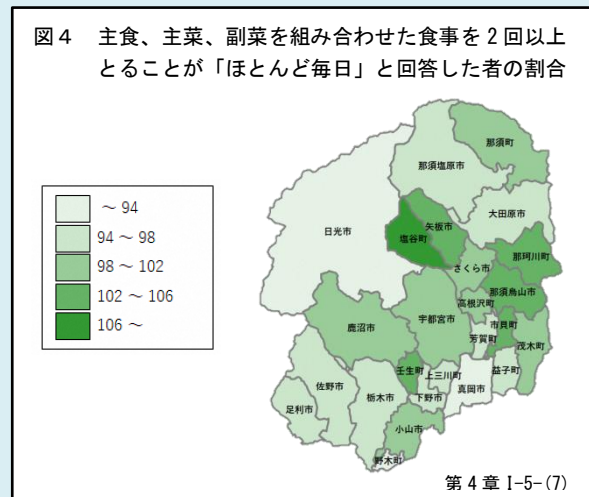 図4 主食、主菜、副菜を組み合わせた食事を2回以上
とることが「ほとんど毎日」と回答した者の割合
～ 94
94 ～ 98
98 ～ 102
102 ～ 106
106 ～
那須町
那須塩原市
大田原市
日光市
矢板市
塩谷町
那珂川町
さくら市
那須烏山市
高根沢町
宇都宮市
鹿沼市
市貝町
芳賀町
茂木町
壬生町
上三川町
益子町
真岡市
佐野市
栃木市
下野市
足利市
小山市
野木町
第4章 Ⅰ-5-(7)